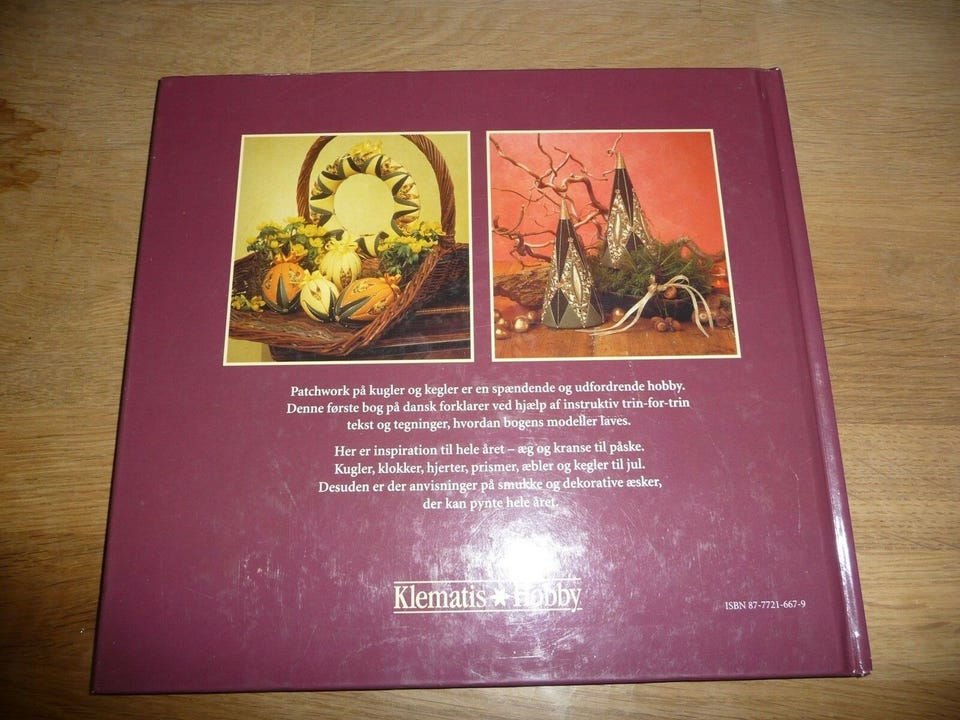 Patchwork på kugler og kegler er en spændende og udfordrende hobby.
Denne første bog på dansk forklarer ved hjælp af instruktiv trin-for-trin
tekst og tegninger, hvordan bogens modeller laves.
Her er inspiration til hele året – æg og kranse til påske.
Kugler, klokker, hjerter, prismer, æbler og kegler til jul.
Desuden er der anvisninger på smukke og dekorative æsker,
der kan pynte hele året.
Klematis ★ Hobby
ISBN 87-7721-667-9